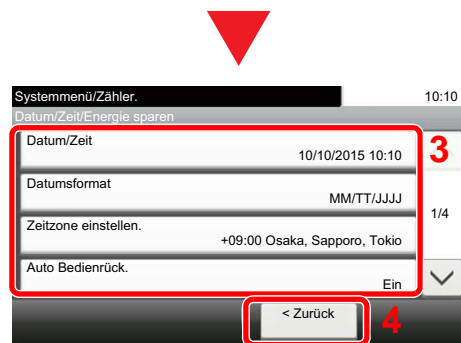 Systemmenü/Zähler. 10:10
Datum/Zeit/Energie sparen
Datum/Zeit
10/10/2015 10:10
3
Datumsformat
MM/TT/JJJJ
1/4
Zeitzone einstellen.
+09:00 Osaka, Sapporo, Tokio
Auto Bedienrück.
Ein
< Zurück
4